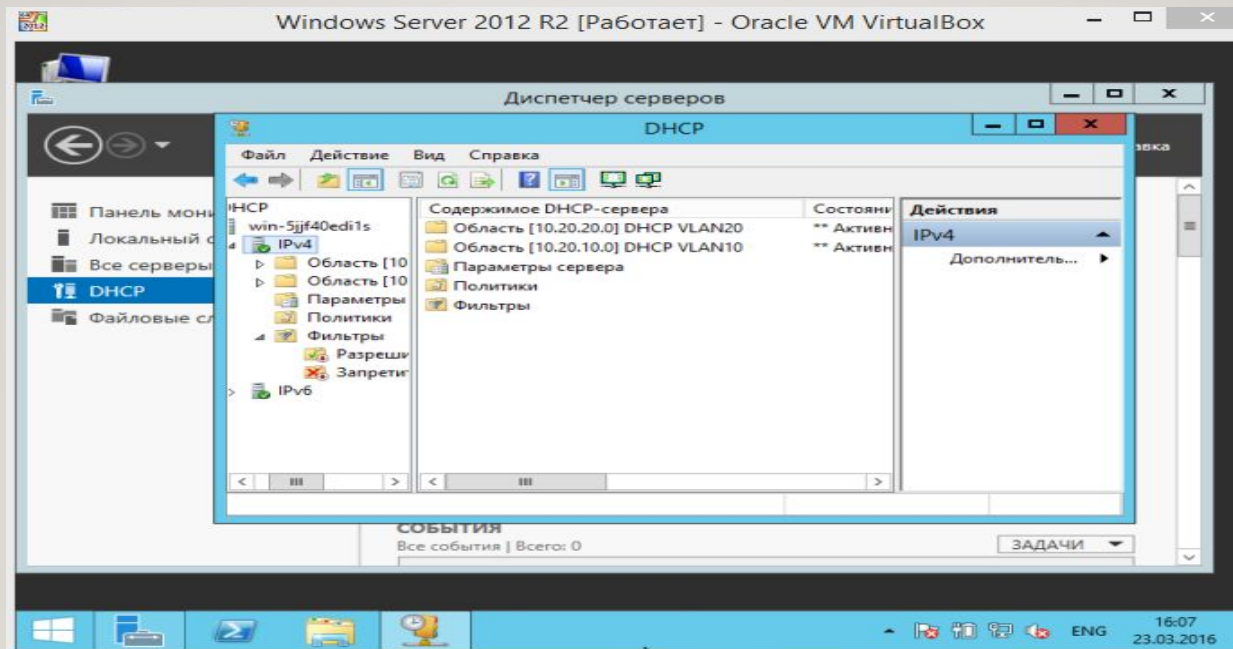 Windows Server 2012 R2 [Работает] - Oracle VM VirtualBox
Диспетчер серверов
DHCP
Файл Действие Вид Справка
DHCP
win-5jjf40edi1s
IPv4
Область [10
Область [10
Параметры
Политики
Фильтры
Разреши
Запретит
IPv6
Содержимое DHCP-сервера Состояни
Область [10.20.20.0] DHCP VLAN20 ** Активн
Область [10.20.10.0] DHCP VLAN10 ** Активн
Параметры сервера
Политики
Фильтры
Действия
IPv4
Дополнитель...
авка
Панель мони
Локальный с
Все серверы
DHCP
Файловые сл
СОБЫТИЯ
Все события | Всего: 0
ЗАДАЧИ
ENG
16:07
23.03.2016